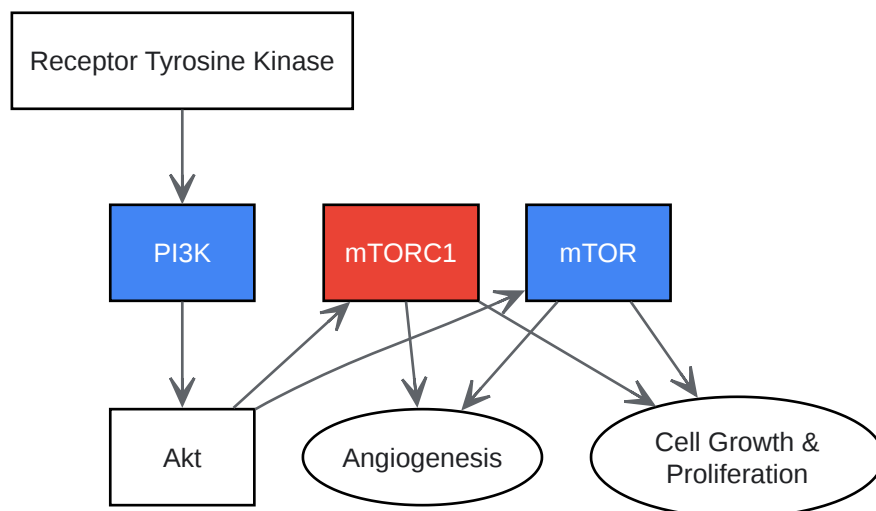 Receptor Tyrosine Kinase
PI3K
mTORC1
mTOR
Akt
Angiogenesis
Cell Growth &
Proliferation